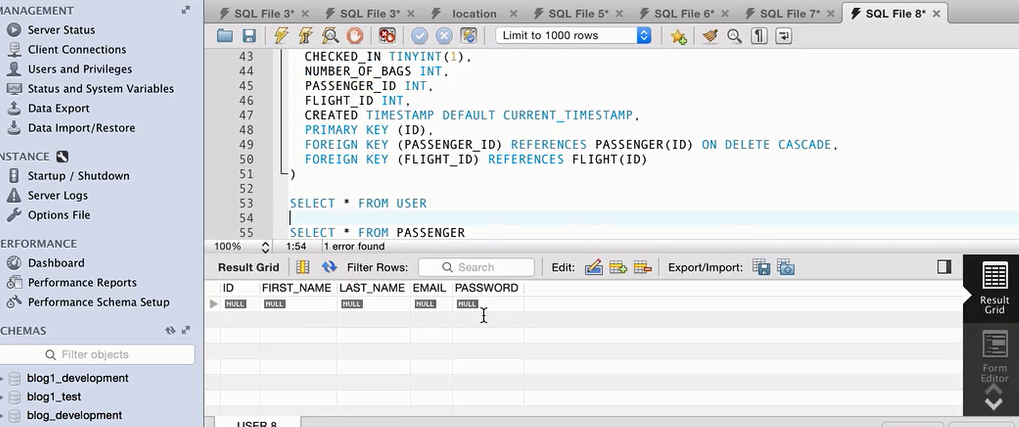 MANAGEMENT
Server Status
Client Connections
Users and Privileges
Status and System Variables
Data Export
Data Import/Restore
INSTANCE
Startup / Shutdown
Server Logs
Options File
PERFORMANCE
Dashboard
Performance Reports
Performance Schema Setup
SCHEMAS
Filter objects
blog1_development
blog1_test
blog_development
SQL File 3* SQL File 3* location SQL File 5* SQL File 6* SQL File 7* SQL File 8*
Limit to 1000 rows
43 CHECKED_IN TINYINT(1),
44 NUMBER_OF_BAGS INT,
45 PASSENGER_ID INT,
46 FLIGHT_ID INT,
47 CREATED TIMESTAMP DEFAULT CURRENT_TIMESTAMP,
48 PRIMARY KEY (ID),
49 FOREIGN KEY (PASSENGER_ID) REFERENCES PASSENGER(ID) ON DELETE CASCADE,
50 FOREIGN KEY (FLIGHT_ID) REFERENCES FLIGHT(ID)
51 )
52
53 SELECT * FROM USER
54
55 SELECT * FROM PASSENGER
100% 1:54 1 error found
Result Grid Filter Rows: Search Edit: Export/Import:
ID FIRST_NAME LAST_NAME EMAIL PASSWORD
NULL NULL NULL NULL NULL
Result
Grid
Form
Editor
USER 8